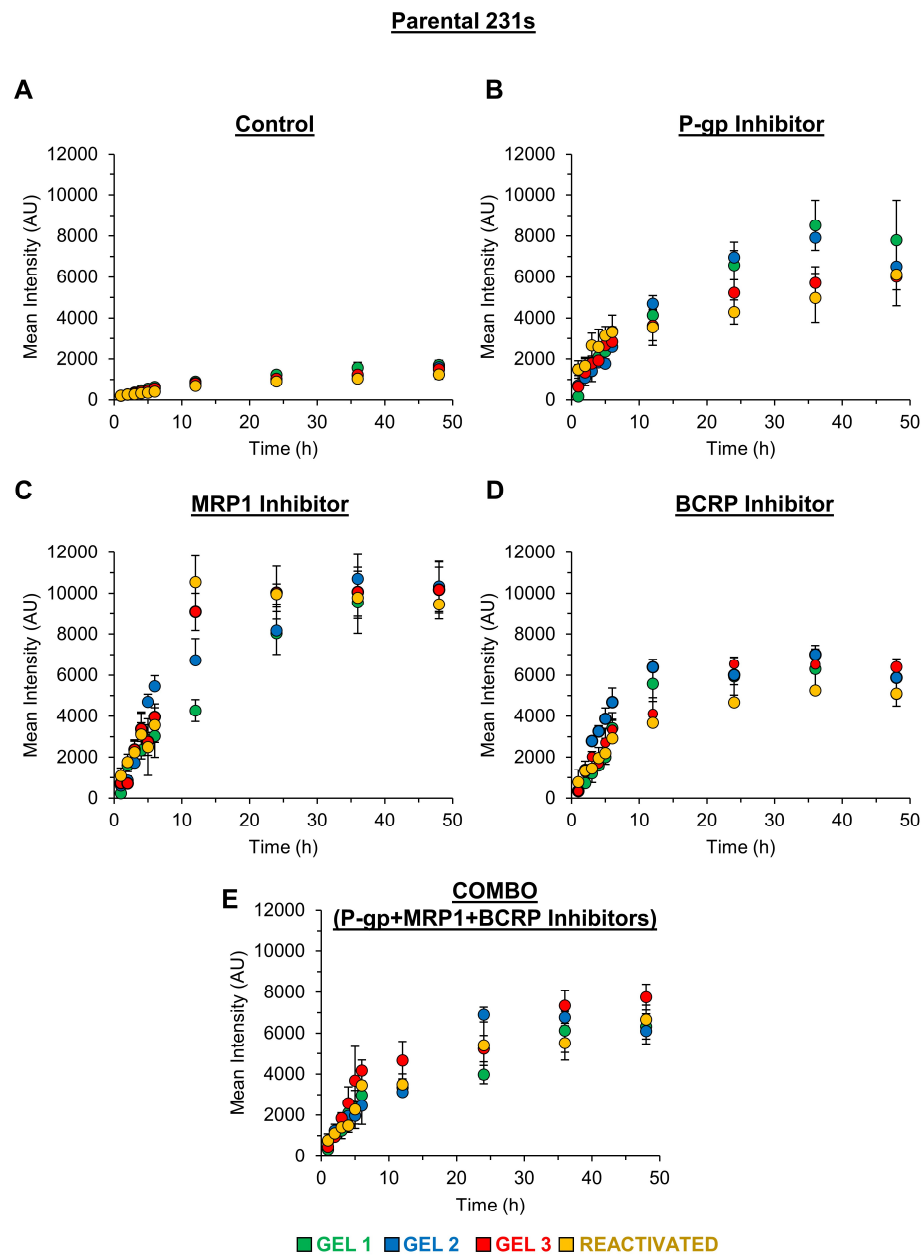 Parental 231s
A
Control
12000
10000
8000
6000
4000
2000
0
Mean Intensity (AU)
0 10 20 30 40 50
Time (h)
B
P-gp Inhibitor
12000
10000
8000
6000
4000
2000
0
Mean Intensity (AU)
0 10 20 30 40 50
Time (h)
C
MRP1 Inhibitor
12000
10000
8000
6000
4000
2000
0
Mean Intensity (AU)
0 10 20 30 40 50
Time (h)
D
BCRP Inhibitor
12000
10000
8000
6000
4000
2000
0
Mean Intensity (AU)
0 10 20 30 40 50
Time (h)
E
COMBO
(P-gp+MRP1+BCRP Inhibitors)
12000
10000
8000
6000
4000
2000
0
Mean Intensity (AU)
0 10 20 30 40 50
Time (h)
GEL 1 GEL 2 GEL 3 REACTIVATED